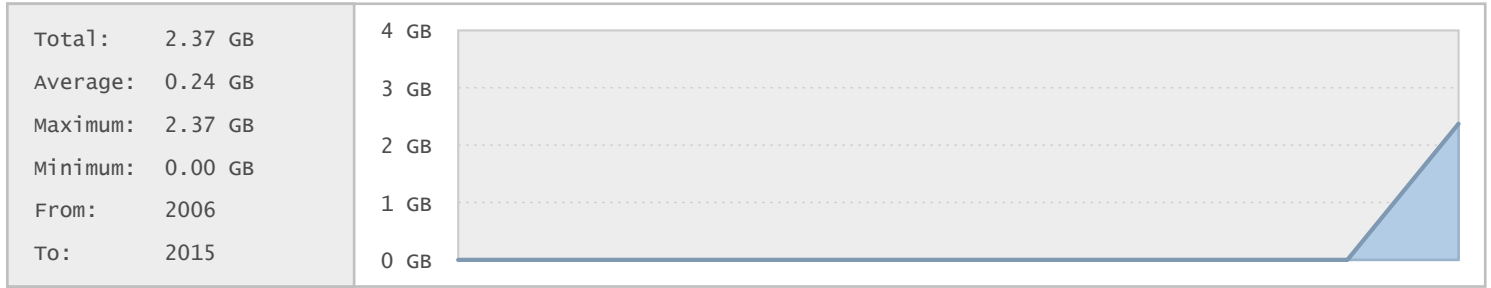 Total: 2.37 GB
Average: 0.24 GB
Maximum: 2.37 GB
Minimum: 0.00 GB
From: 2006
To: 2015
4 GB
3 GB
2 GB
1 GB
0 GB